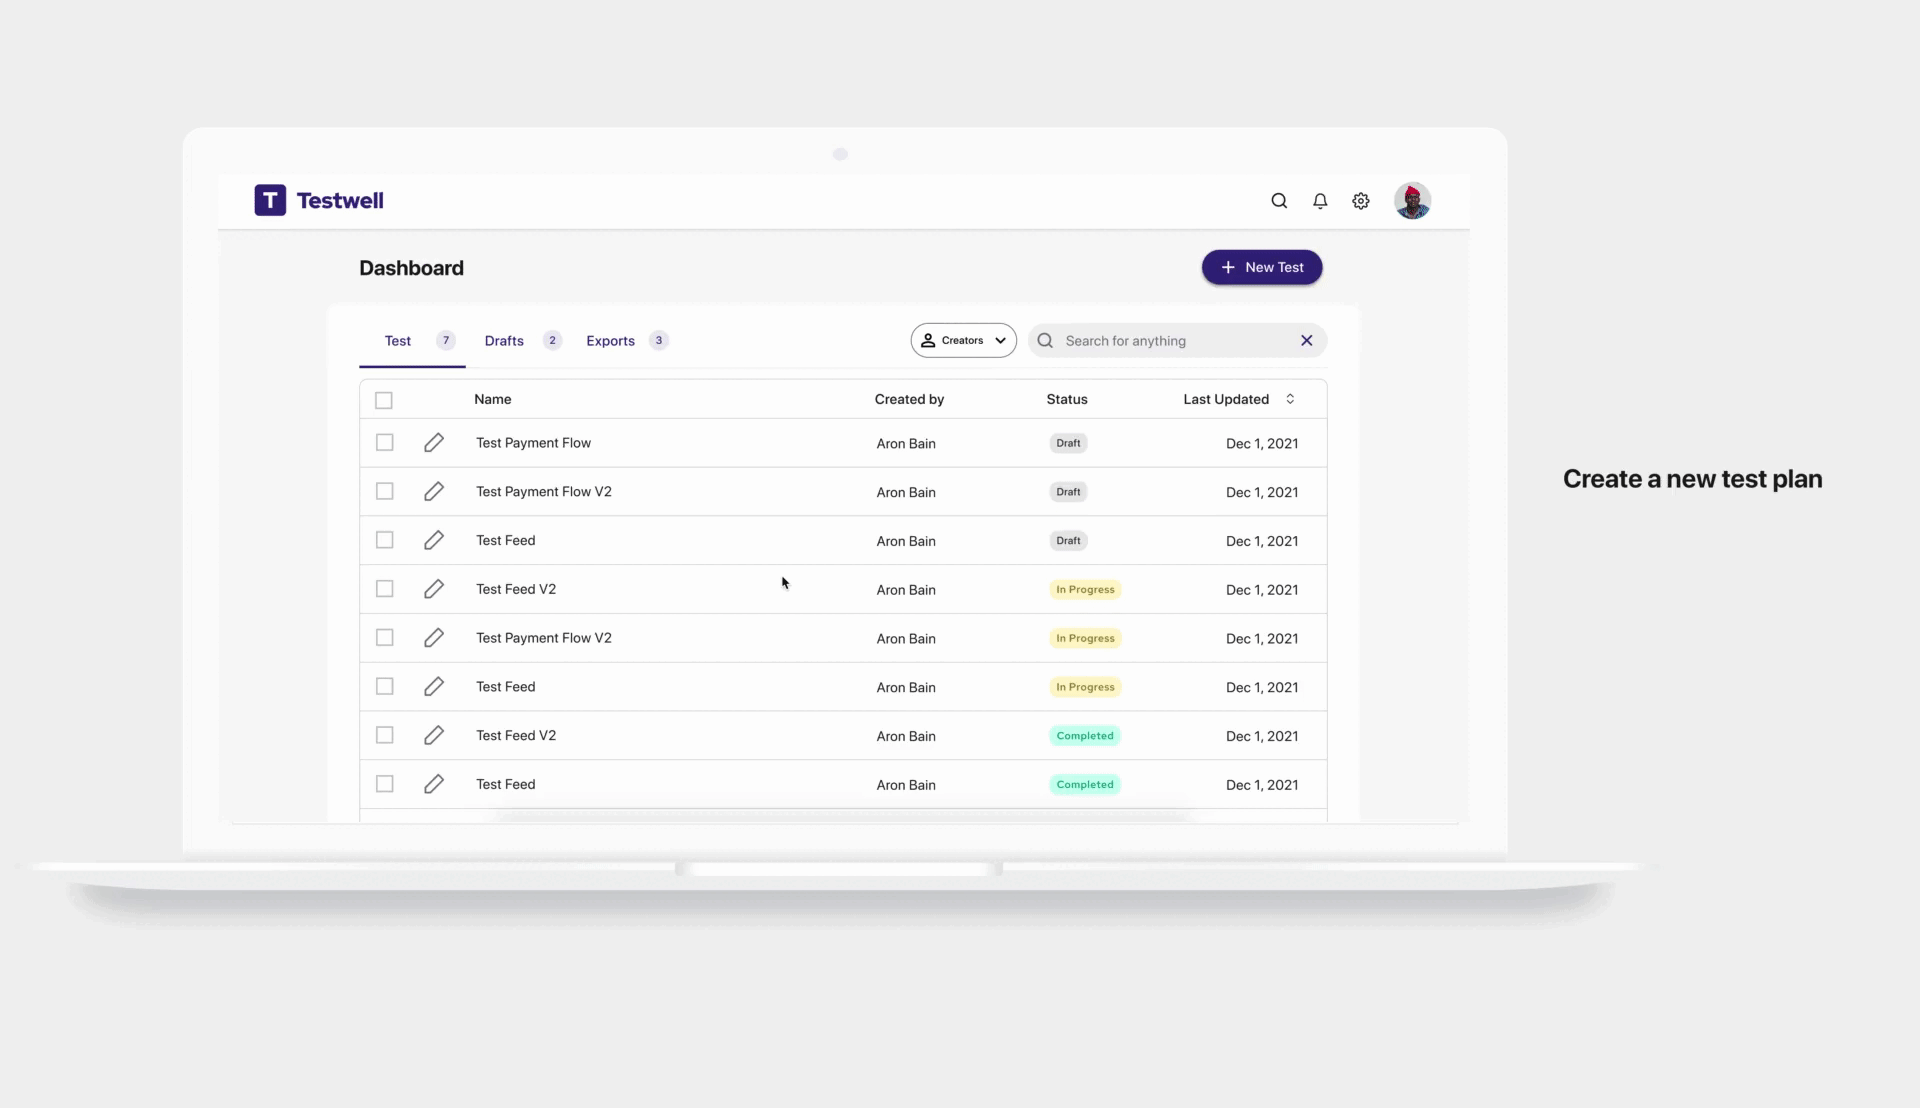 T Testwell
Dashboard
+ New Test
Test 7 Drafts 2 Exports 3
Creators
Search for anything
Name Created by Status Last Updated
Test Payment Flow Aron Bain Draft Dec 1, 2021
Test Payment Flow V2 Aron Bain Draft Dec 1, 2021
Test Feed Aron Bain Draft Dec 1, 2021
Test Feed V2 Aron Bain In Progress Dec 1, 2021
Test Payment Flow V2 Aron Bain In Progress Dec 1, 2021
Test Feed Aron Bain In Progress Dec 1, 2021
Test Feed V2 Aron Bain Completed Dec 1, 2021
Test Feed Aron Bain Completed Dec 1, 2021
Create a new test plan